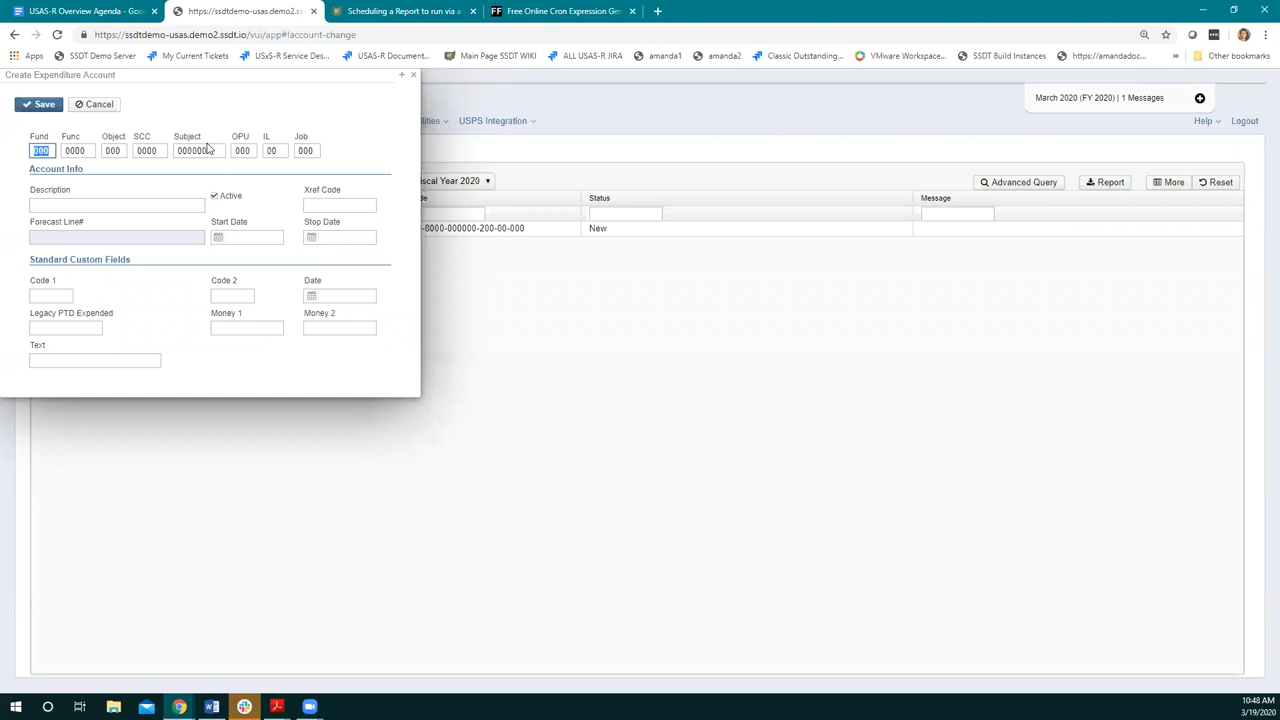 USAS-R Overview Agenda - Goo
https://ssdtdemo-usas.demo2.ssdt
Scheduling a Report to run via a
FF Free Online Cron Expression Gen
https://ssdtdemo-usas.demo2.ssdt.io/vui/app#!account-change
Apps SSDT Demo My Current Tickets USxS-R Service Des... USAS-R Document... Main Page SSDT WIKI ALL USAS-R JIRA amanda1 Classic Outstanding... VMware Workspace... SSDT Build Instances https://amandadoc... » Other bookmarks
Create Expenditure Account
March 2020 (FY 2020) | 1 Messages
Save Cancel
USPS Integration Help Logout
Fund Func Object SCC Subject OPU IL Job
000 0000 000 0000 000 00 000
Account Info
iscal Year 2020 Advanced Query Report More Reset
Description Active Xref Code
Status Message
Forecast Line# Start Date Stop Date
-8000-000000-200-00-000 New
Standard Custom Fields
Code 1 Code 2 Date
Legacy PTD Expended Money 1 Money 2
Text
10:48 AM
3/19/2020